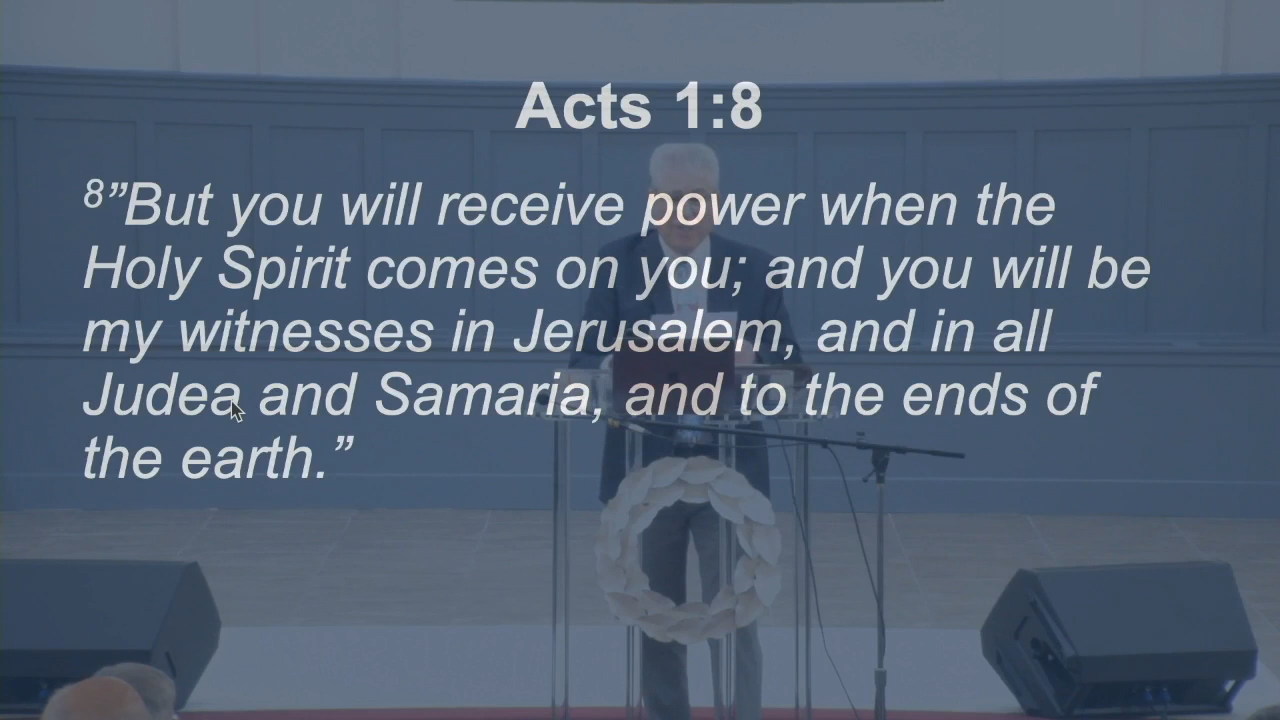 Acts 1:8
8”But you will receive power when the
Holy Spirit comes on you; and you will be
my witnesses in Jerusalem, and in all
Judea and Samaria, and to the ends of
the earth.”